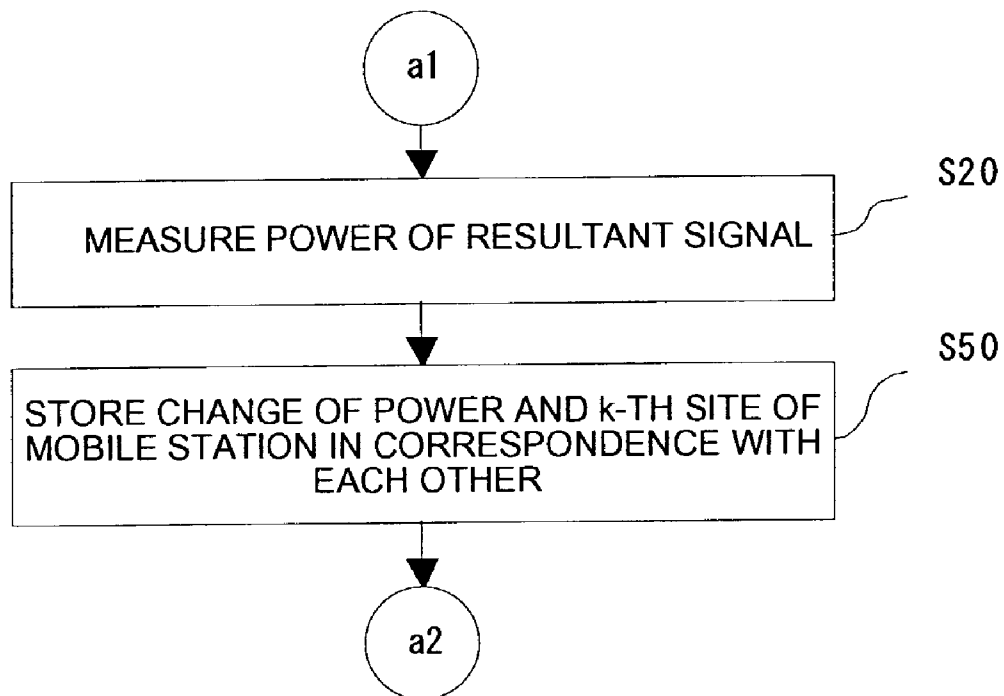 a1
S20
MEASURE POWER OF RESULTANT SIGNAL
S50
STORE CHANGE OF POWER AND k-TH SITE OF
MOBILE STATION IN CORRESPONDENCE WITH
EACH OTHER
a2